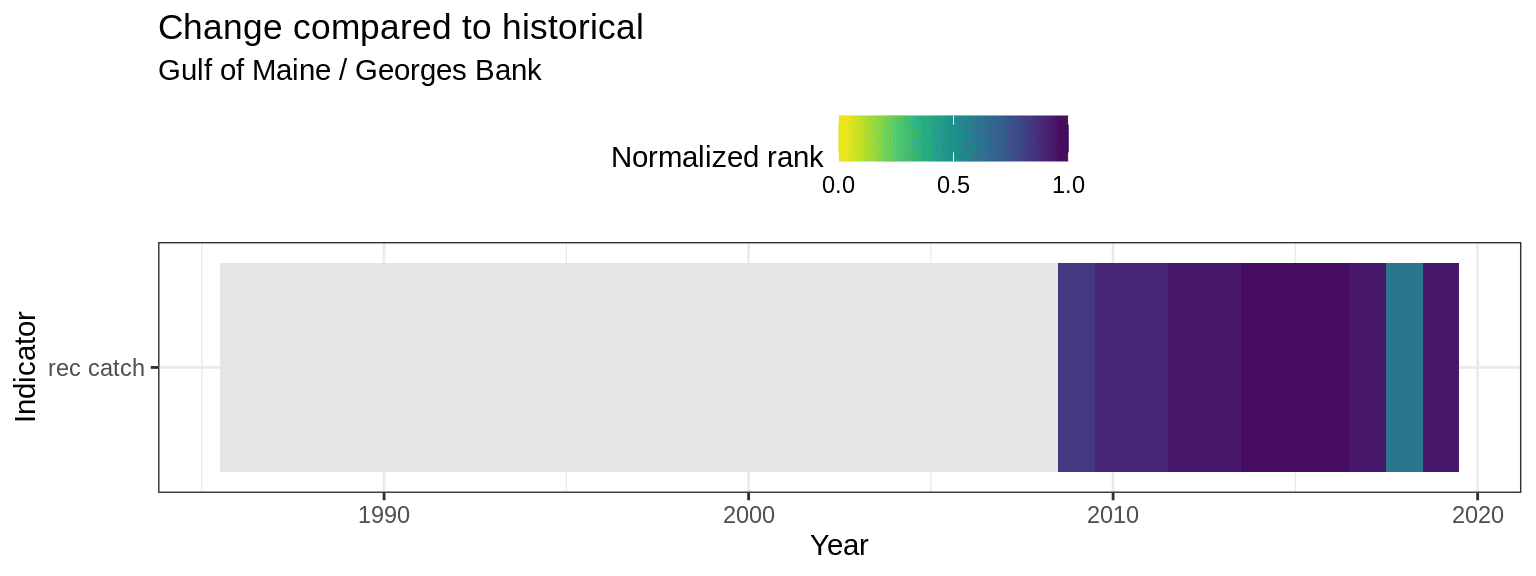 Change compared to historical
Gulf of Maine / Georges Bank
Normalized rank
0.0 0.5 1.0
Indicator
rec catch
1990 2000 2010 2020
Year